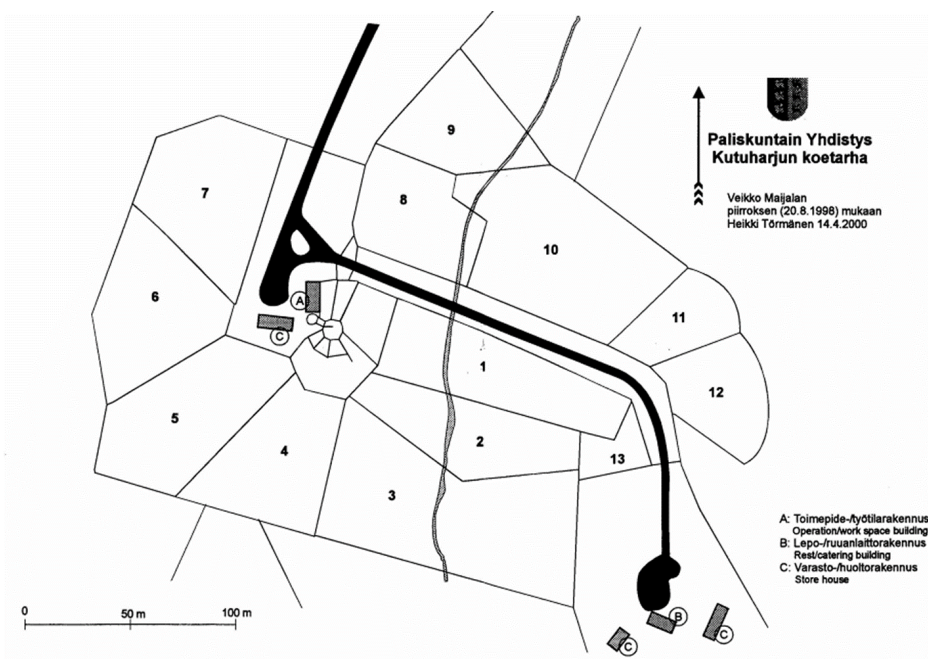 Paliskuntain Yhdistys
Kutuharjun koetarha
Veikko Maijalan
piirroksen (20.8.1998) mukaan
Heikki Törmänen 14.4.2000
9
7
8
10
6
A
11
C
1
12
5
2
4
13
3
A: Toimepide-/työtilarakennus
Operation/work space building
B: Lepo-/ruuanlaittorakennus
Rest/catering building
C: Varasto-/huoltorakennus
Store house
0 50 m 100 m
B
C
C